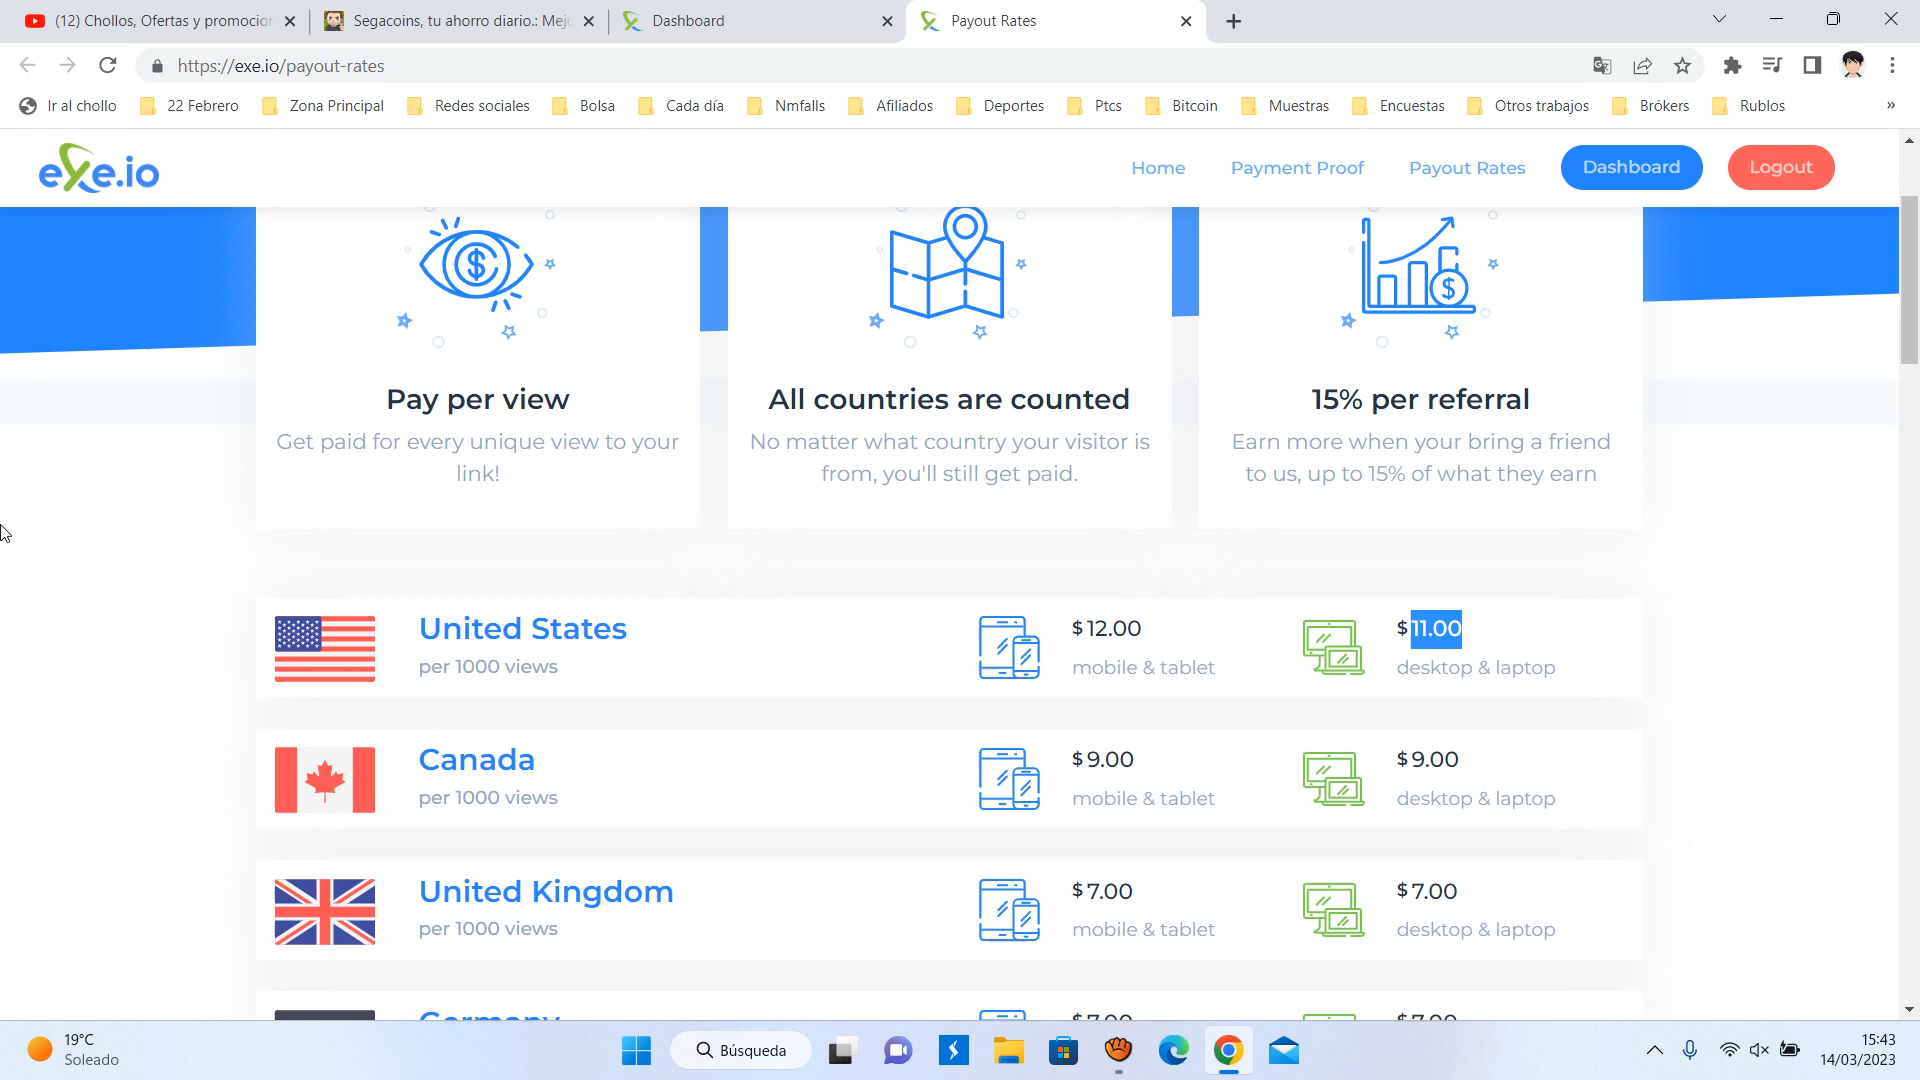 (12) Chollos, Ofertas y promocion
Segacoins, tu ahorro diario.: Mejo
Dashboard
Payout Rates
https://exe.io/payout-rates
Ir al chollo
22 Febrero
Zona Principal
Redes sociales
Bolsa
Cada día
Nmfalls
Afiliados
Deportes
Ptcs
Bitcoin
Muestras
Encuestas
Otros trabajos
Brókers
Rublos
»
exe.io
Home
Payment Proof
Payout Rates
Dashboard
Logout
Pay per view
Get paid for every unique view to your
link!
All countries are counted
No matter what country your visitor is
from, you'll still get paid.
15% per referral
Earn more when your bring a friend
to us, up to 15% of what they earn
United States
per 1000 views
$12.00
mobile & tablet
$11.00
desktop & laptop
Canada
per 1000 views
$9.00
mobile & tablet
$9.00
desktop & laptop
United Kingdom
per 1000 views
$7.00
mobile & tablet
$7.00
desktop & laptop
Germany
$7.00
$7.00
19°C
Soleado
Búsqueda
15:43
14/03/2023